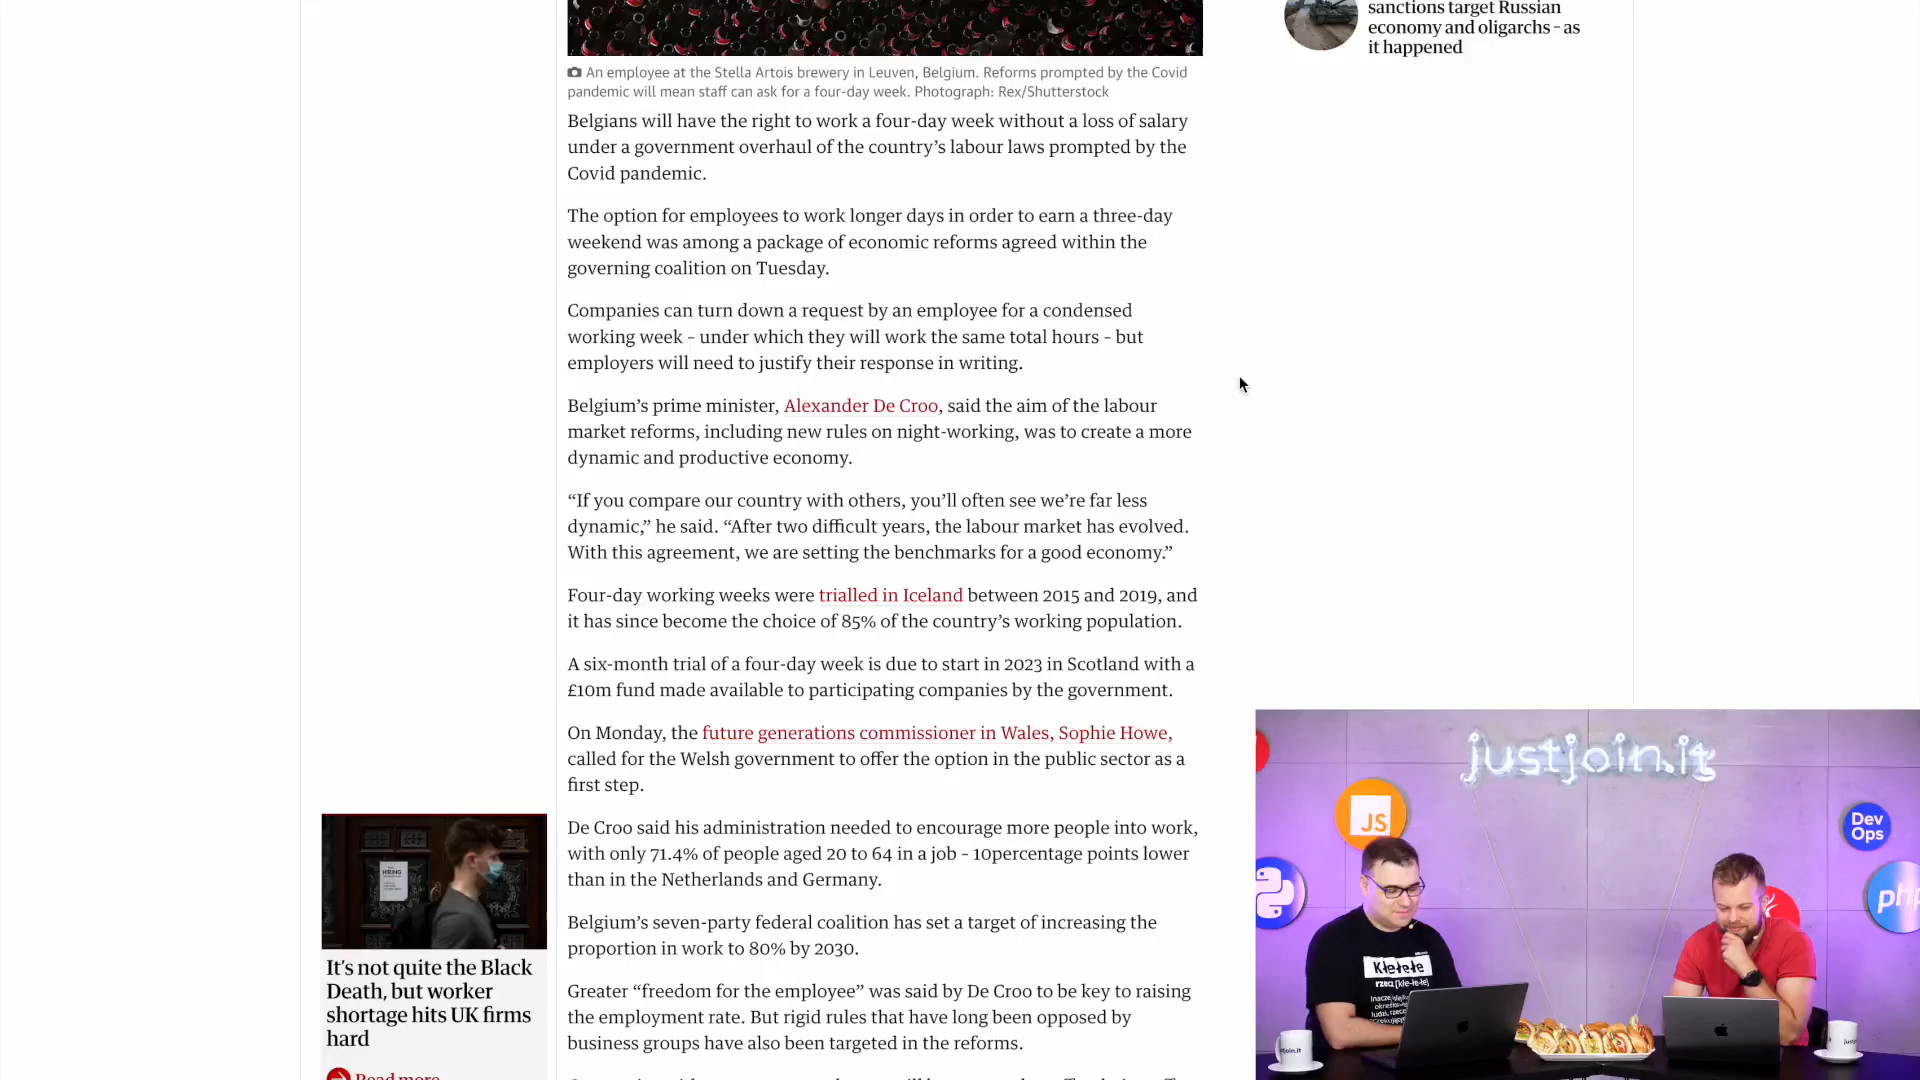 sanctions target Russian
economy and oligarchs – as
it happened
An employee at the Stella Artois brewery in Leuven, Belgium. Reforms prompted by the Covid
pandemic will mean staff can ask for a four-day week. Photograph: Rex/Shutterstock
Belgians will have the right to work a four-day week without a loss of salary
under a government overhaul of the country’s labour laws prompted by the
Covid pandemic.
The option for employees to work longer days in order to earn a three-day
weekend was among a package of economic reforms agreed within the
governing coalition on Tuesday.
Companies can turn down a request by an employee for a condensed
working week – under which they will work the same total hours – but
employers will need to justify their response in writing.
Belgium’s prime minister, Alexander De Croo, said the aim of the labour
market reforms, including new rules on night-working, was to create a more
dynamic and productive economy.
“If you compare our country with others, you’ll often see we’re far less
dynamic,” he said. “After two difficult years, the labour market has evolved.
With this agreement, we are setting the benchmarks for a good economy.”
Four-day working weeks were trialled in Iceland between 2015 and 2019, and
it has since become the choice of 85% of the country’s working population.
A six-month trial of a four-day week is due to start in 2023 in Scotland with a
£10m fund made available to participating companies by the government.
On Monday, the future generations commissioner in Wales, Sophie Howe,
called for the Welsh government to offer the option in the public sector as a
first step.
De Croo said his administration needed to encourage more people into work,
with only 71.4% of people aged 20 to 64 in a job – 10percentage points lower
than in the Netherlands and Germany.
Belgium’s seven-party federal coalition has set a target of increasing the
proportion in work to 80% by 2030.
Greater “freedom for the employee” was said by De Croo to be key to raising
the employment rate. But rigid rules that have long been opposed by
business groups have also been targeted in the reforms.
HIRING
It’s not quite the Black
Death, but worker
shortage hits UK firms
hard
Read more
justjoin.it
JS
Dev
Ops
php
Kłełełe
rzecz [kłe-łe-łe]
join.it